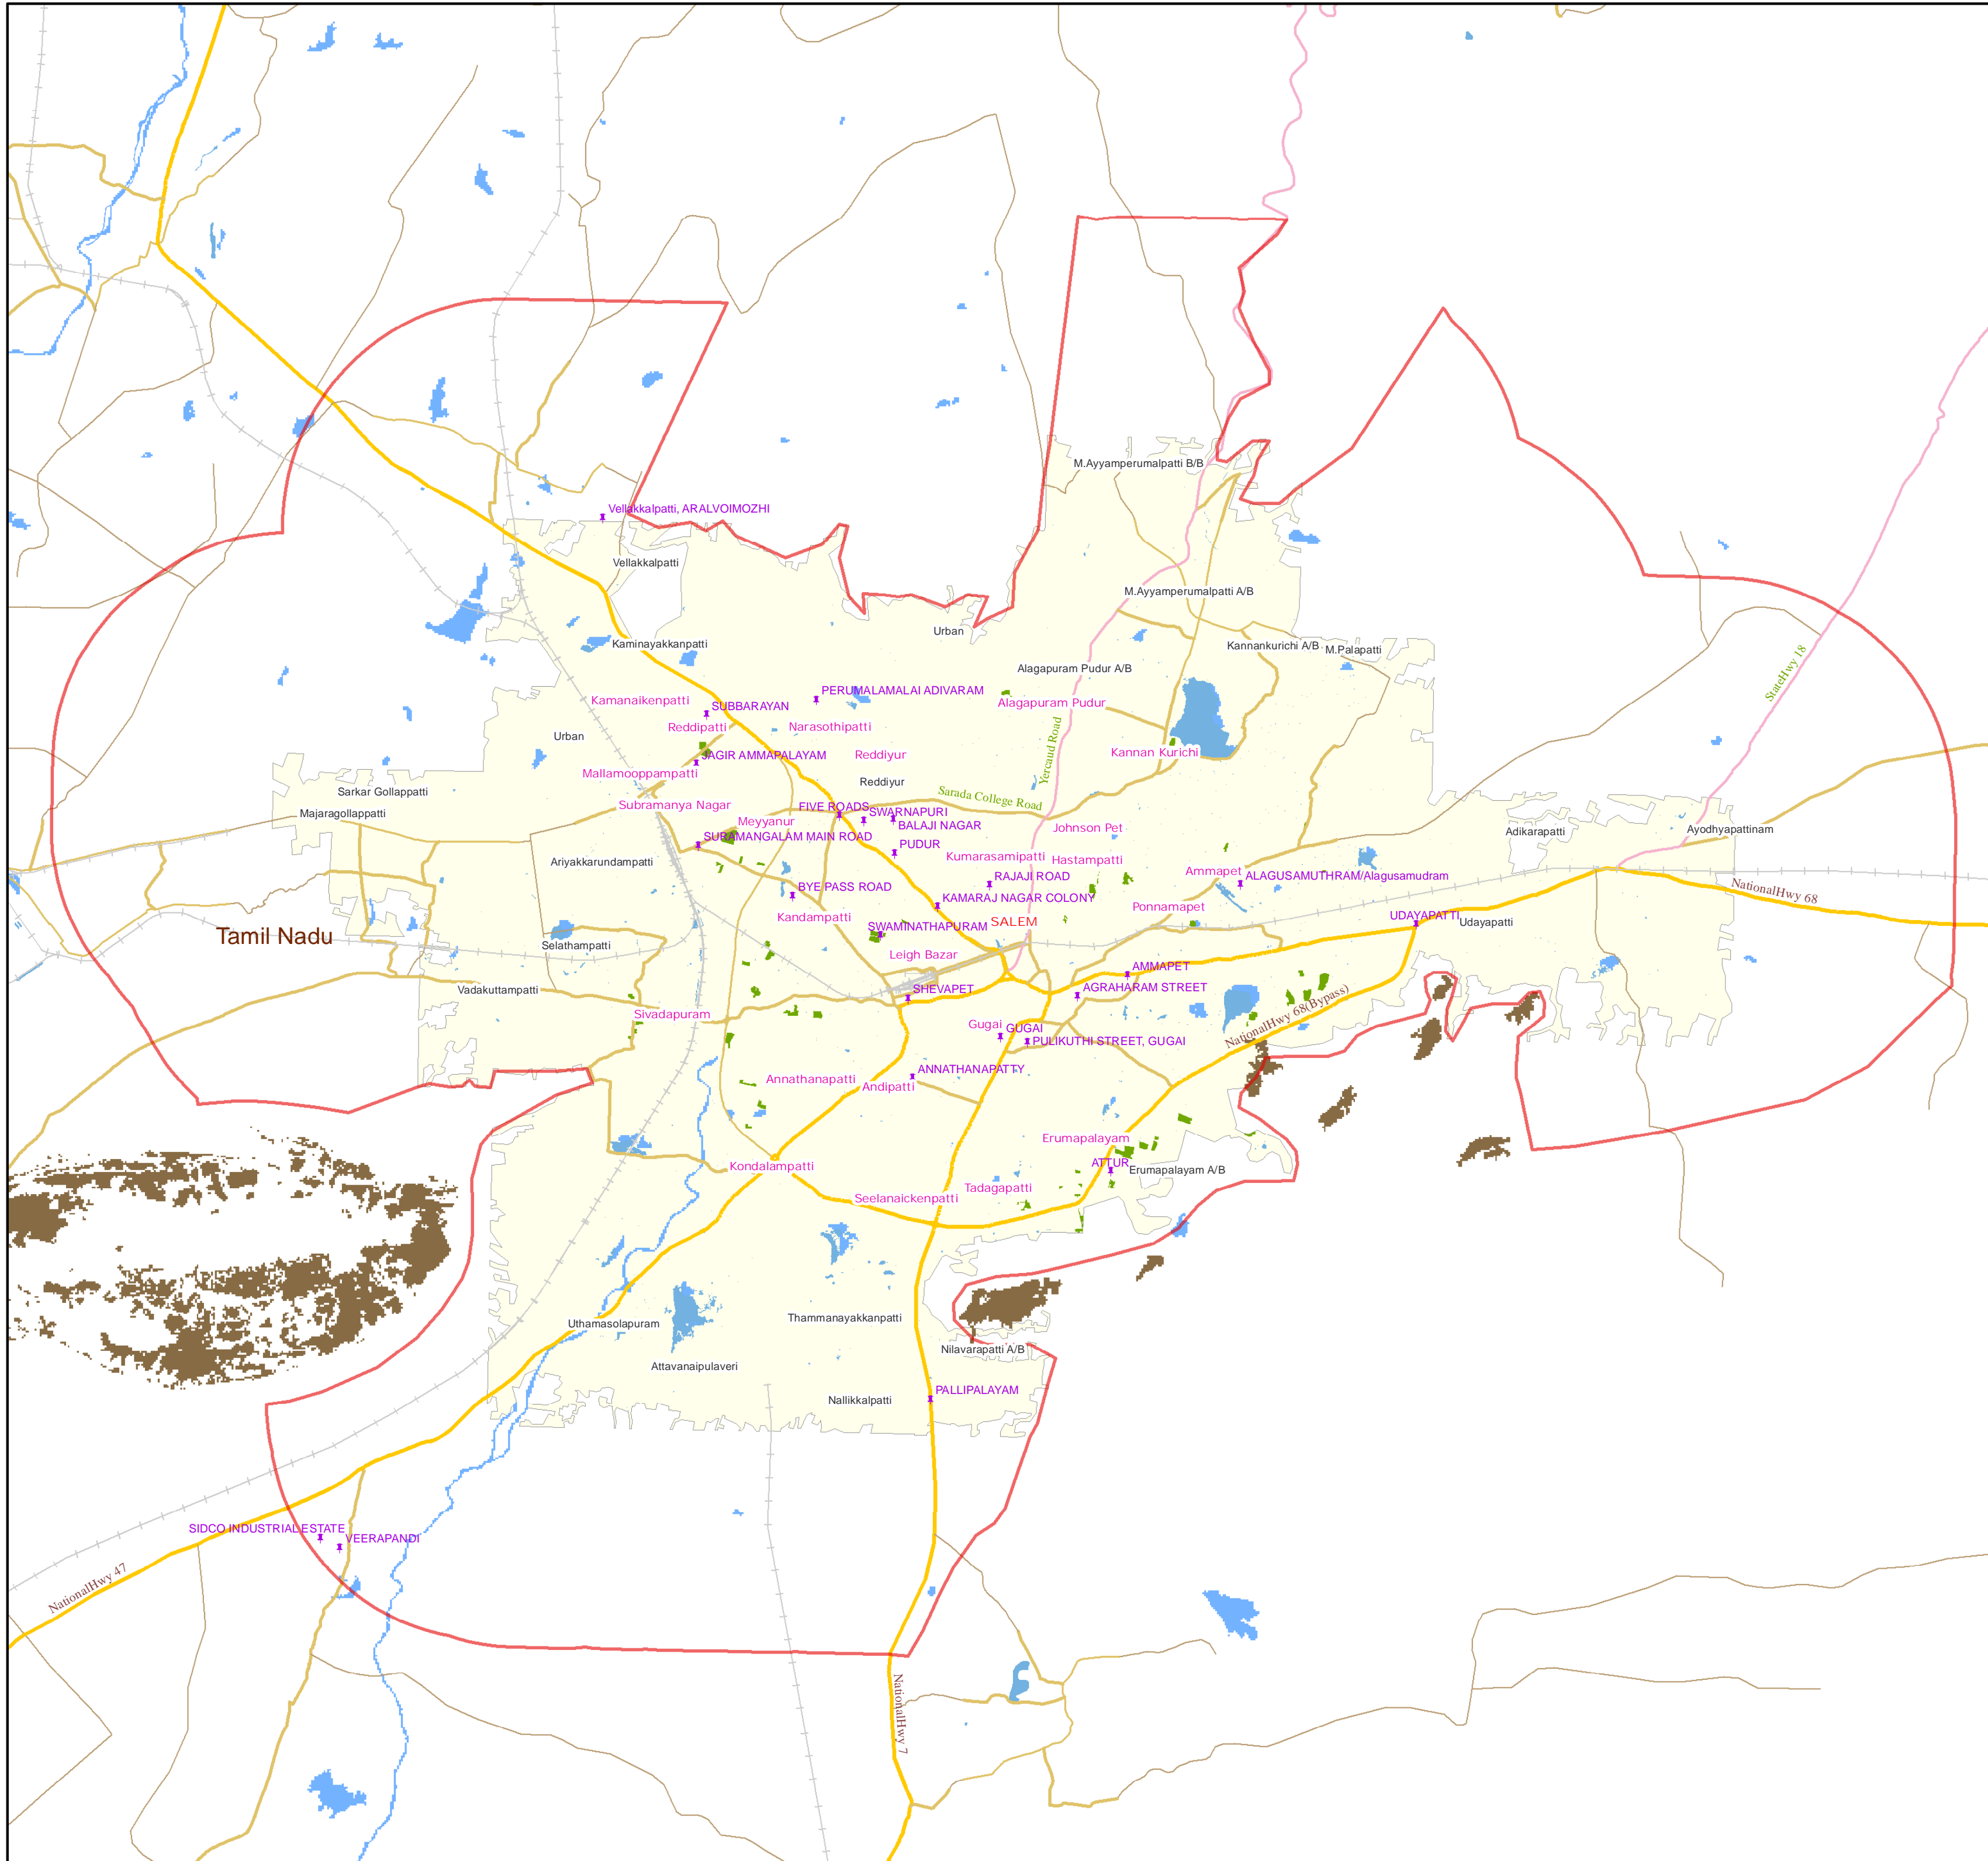 M.Ayyamperumalpatti B/B
Vellakkalpatti, ARALVOIMOZHI
Vellakkalpatti
M.Ayyamperumalpatti A/B
Urban
Kaminayakkanpatti
Kannankurichi A/B
M.Palapatti
StateHwy 18
Alagapuram Pudur A/B
PERUMALAMALAI ADIVARAM
Kamanaikenpatti
SUBBARAYAN
Alagapuram Pudur
Reddipatti
Narasothipatti
Urban
Yercaud Road
JAGIR AMMAPALAYAM
Reddiyur
Kannan Kurichi
Mallamooppampatti
Reddiyur
Sarkar Gollappatti
Sarada College Road
Subramanya Nagar
FIVE ROADS
SWARNAPURI
Majaragollappatti
Meyyanur
BALAJI NAGAR
Johnson Pet
Adikarapatti
Ayodhyapattinam
SURAMANGALAM MAIN ROAD
PUDUR
Ariyakkarundampatti
Kumarasamipatti
Hastampatti
Ammapet
RAJAJI ROAD
ALAGUSAMUTHRAM/Alagusamudram
BYE PASS ROAD
NationalHwy 68
KAMARAJ NAGAR COLONY
Ponnamapet
Kandampatti
UDAYAPATTI
Udayapatti
SWAMINATHAPURAM
SALEM
Tamil Nadu
Selathampatti
Leigh Bazar
AMMAPET
Vadakuttampatti
SHEVAPET
AGRAHARAM STREET
NationalHwy 68(Bypass)
Sivadapuram
Gugai
GUGAI
PULIKUTHI STREET, GUGAI
ANNATHANAPATTY
Annathanapatti
Andipatti
Erumapalayam
Kondalampatti
ATTUR
Erumapalayam A/B
Tadagapatti
Seelanaickenpatti
Thammanayakkanpatti
Uthamasolapuram
Nilavarapatti A/B
Attavanaipulaveri
PALLIPALAYAM
Nallikkalpatti
SIDCO INDUSTRIAL ESTATE
VEERAPANDI
NationalHwy 47
NationalHwy 7